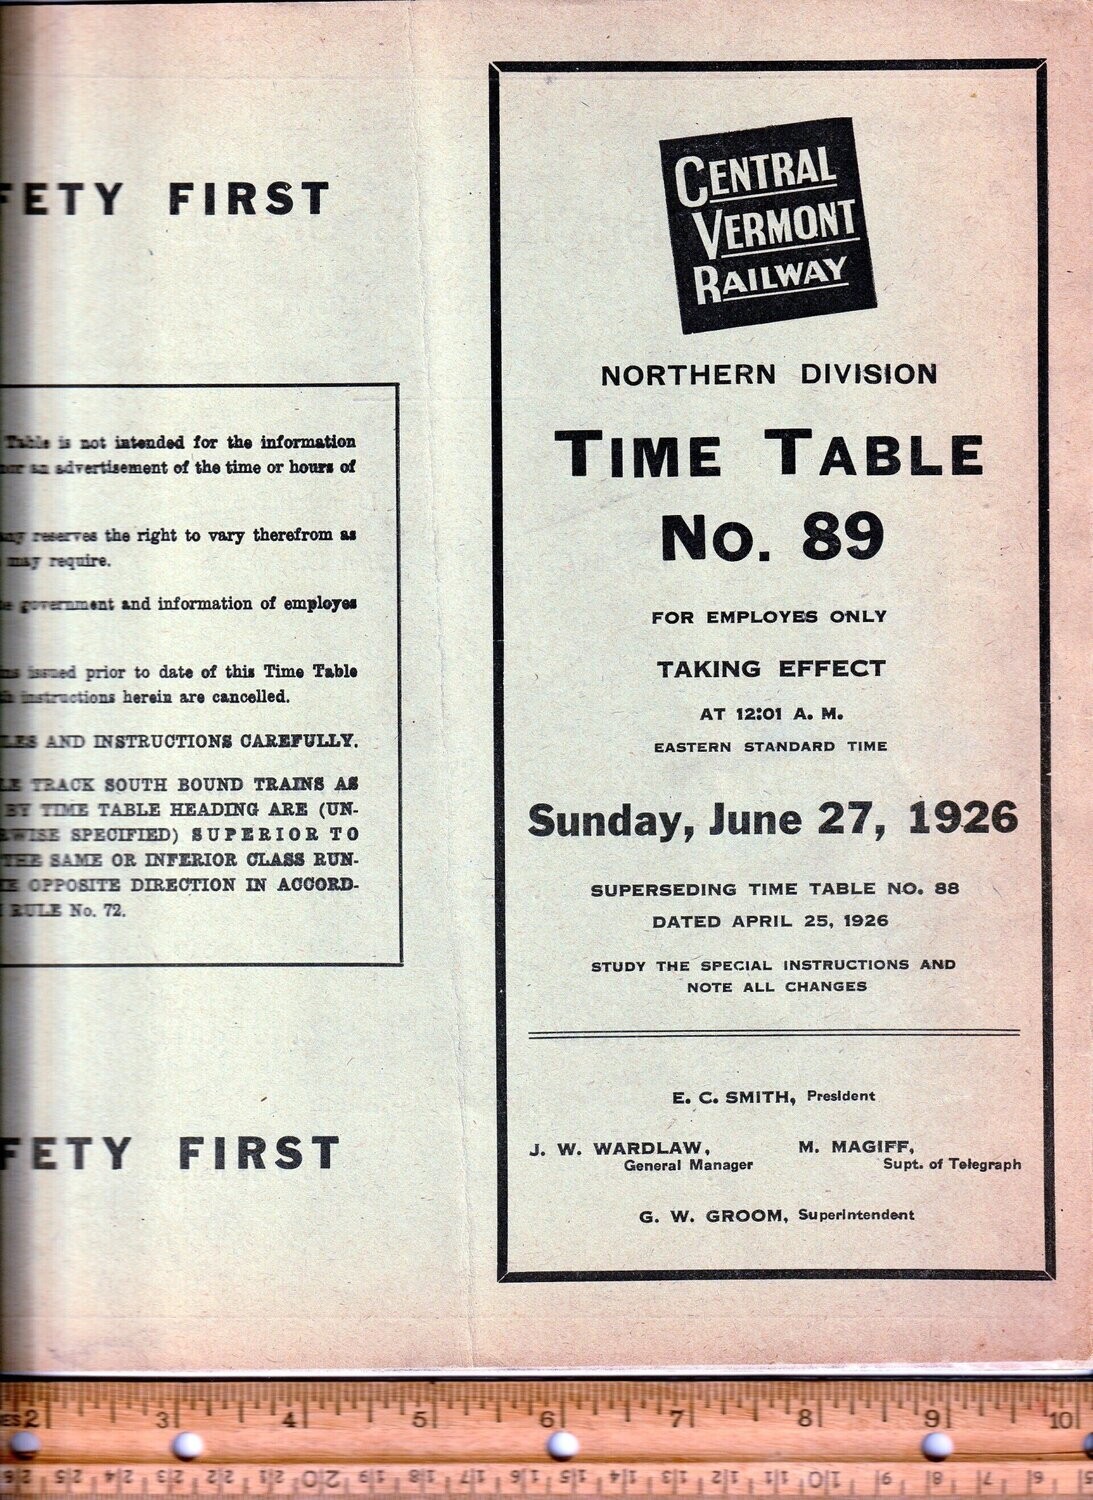 FETY FIRST
Table is not intended for the information
an advertisement of the time or hours of
reserves the right to vary therefrom as
may require.
government and information of employes
issued prior to date of this Time Table
instructions herein are cancelled.
LES AND INSTRUCTIONS CAREFULLY.
LE TRACK SOUTH BOUND TRAINS AS
BY TIME TABLE HEADING ARE (UN-
WISE SPECIFIED) SUPERIOR TO
THE SAME OR INFERIOR CLASS RUN-
OPPOSITE DIRECTION IN ACCORD-
RULE No. 72.
FETY FIRST
CENTRAL
VERMONT
RAILWAY
NORTHERN DIVISION
TIME TABLE
No. 89
FOR EMPLOYES ONLY
TAKING EFFECT
AT 12:01 A. M.
EASTERN STANDARD TIME
Sunday, June 27, 1926
SUPERSEDING TIME TABLE NO. 88
DATED APRIL 25, 1926
STUDY THE SPECIAL INSTRUCTIONS AND
NOTE ALL CHANGES
E. C. SMITH, President
J. W. WARDLAW, M. MAGIFF,
General Manager Supt. of Telegraph
G. W. GROOM, Superintendent
2 3 4 5 6 7 8 9 10